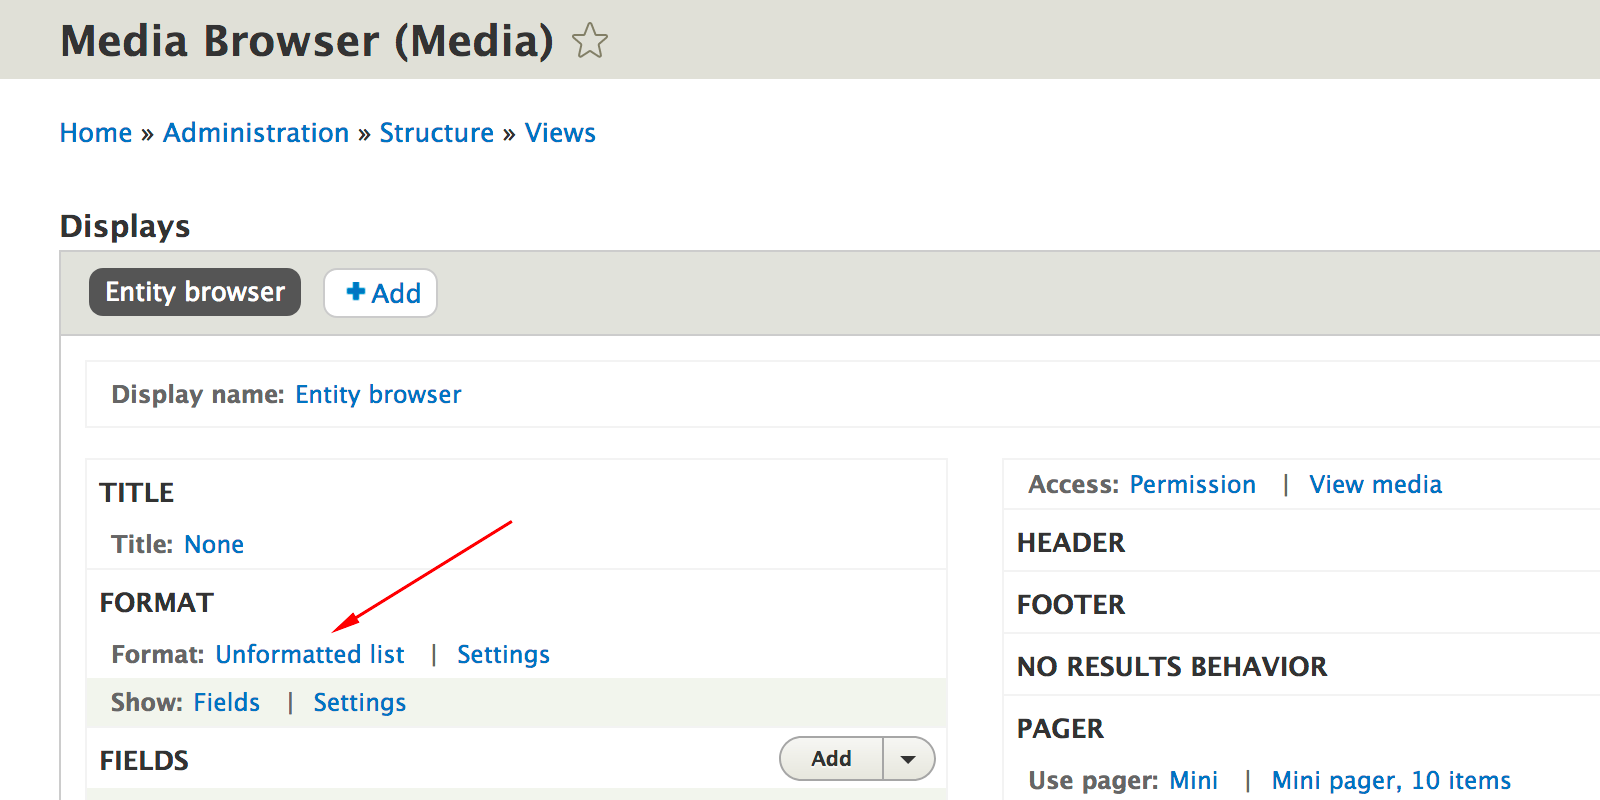 Media Browser (Media)
Home » Administration » Structure » Views
Displays
Entity browser
Add
Display name: Entity browser
TITLE
Title: None
FORMAT
Format: Unformatted list | Settings
Show: Fields | Settings
FIELDS
Add
Access: Permission | View media
HEADER
FOOTER
NO RESULTS BEHAVIOR
PAGER
Use pager: Mini | Mini pager, 10 items